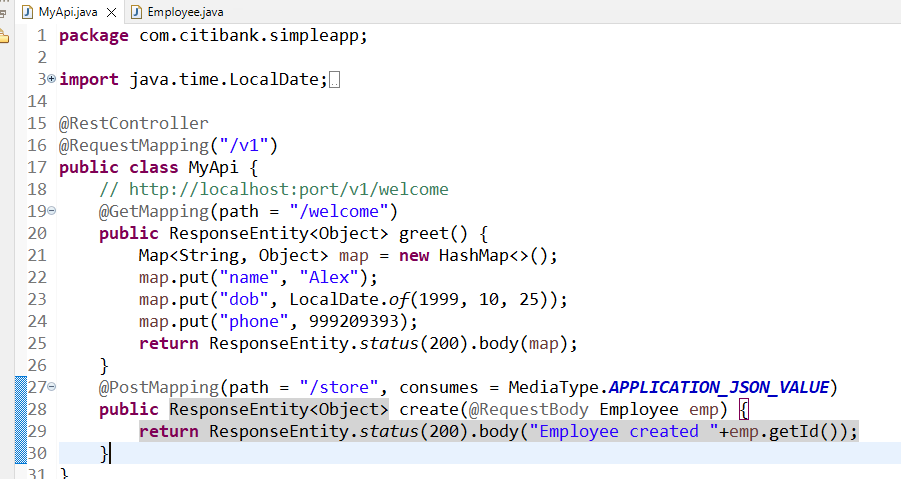 MyApi.java Employee.java
1 package com.citibank.simpleapp;
2
3 import java.time.LocalDate;
14
15 @RestController
16 @RequestMapping("/v1")
17 public class MyApi {
18 // http://localhost:port/v1/welcome
19 @GetMapping(path = "/welcome")
20 public ResponseEntity<Object> greet() {
21 Map<String, Object> map = new HashMap<>();
22 map.put("name", "Alex");
23 map.put("dob", LocalDate.of(1999, 10, 25));
24 map.put("phone", 999209393);
25 return ResponseEntity.status(200).body(map);
26 }
27 @PostMapping(path = "/store", consumes = MediaType.APPLICATION_JSON_VALUE)
28 public ResponseEntity<Object> create(@RequestBody Employee emp) {
29 return ResponseEntity.status(200).body("Employee created "+emp.getId());
30 }
31 }